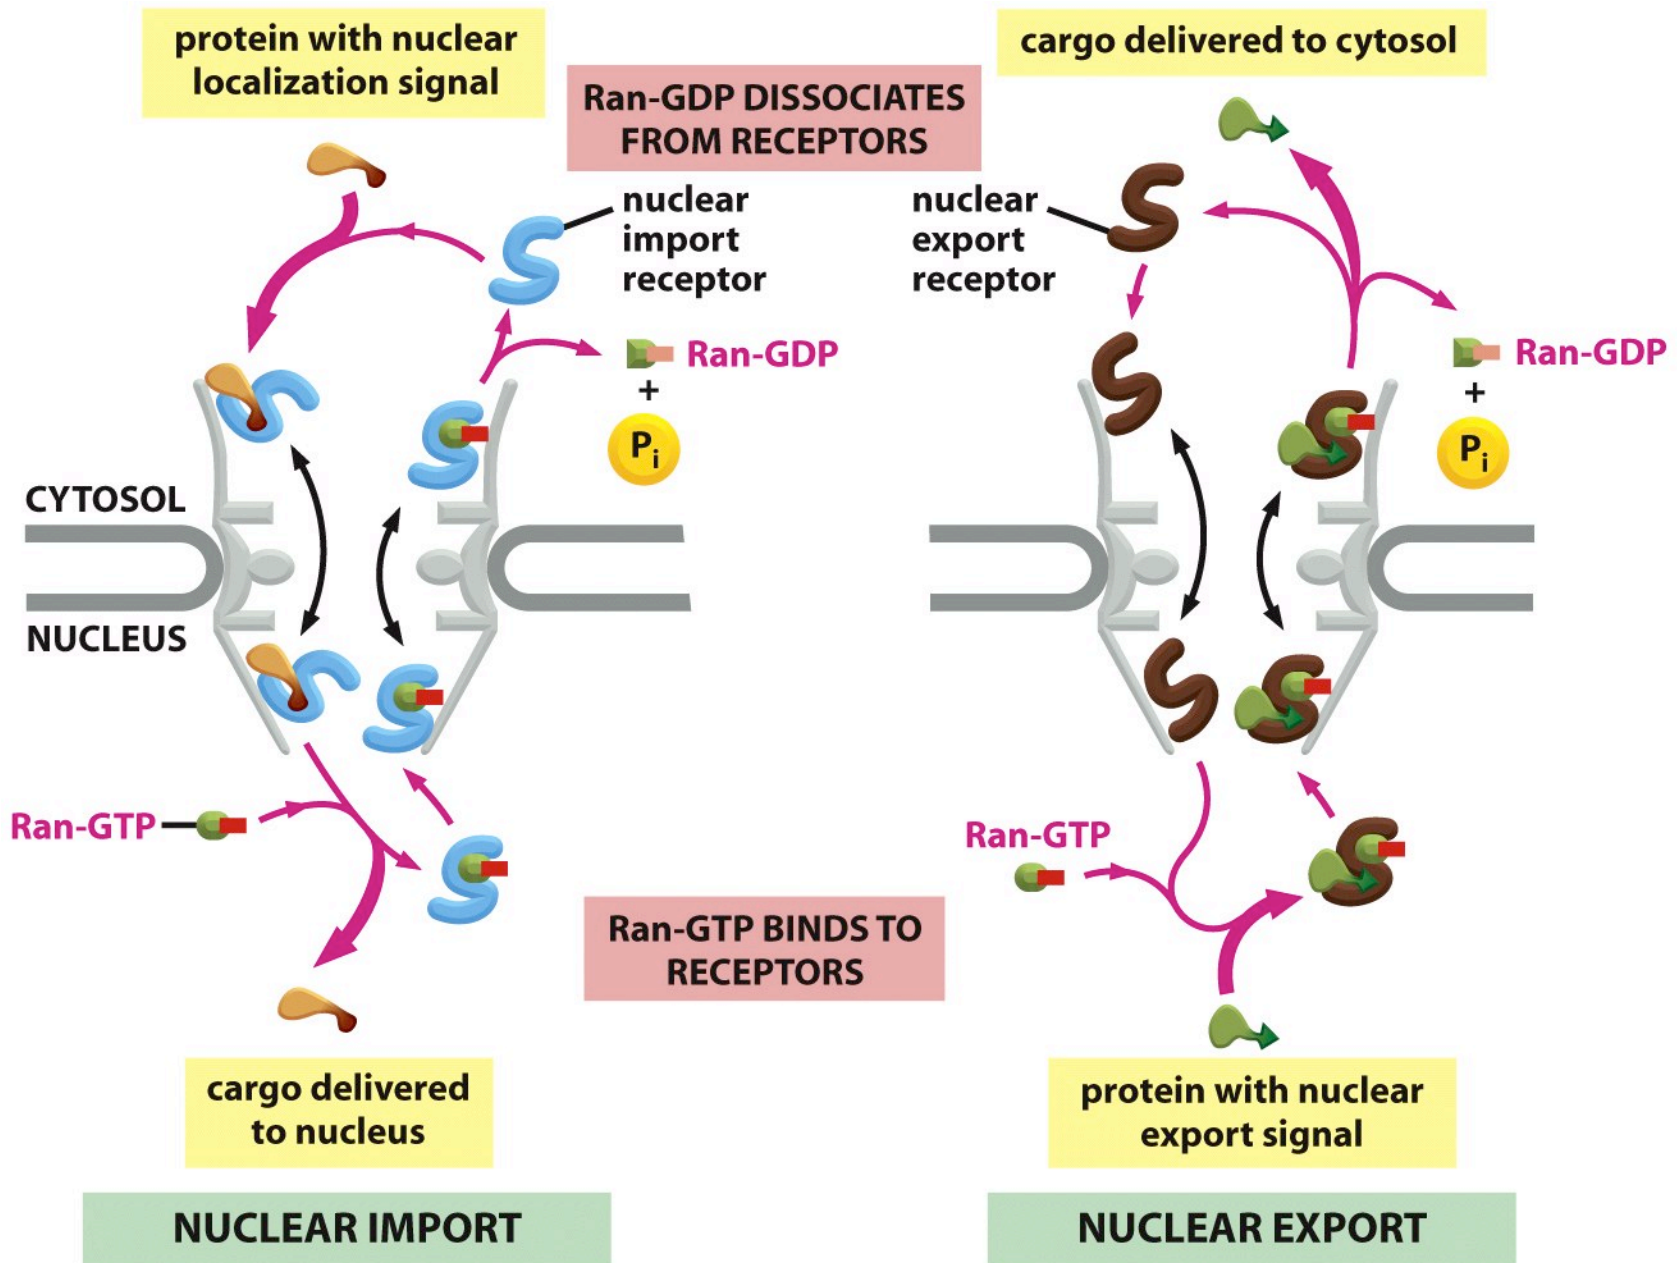 protein with nuclear
localization signal
Ran-GDP DISSOCIATES
FROM RECEPTORS
nuclear
import
receptor
Ran-GDP
+
Pi
CYTOSOL
NUCLEUS
Ran-GTP
Ran-GTP BINDS TO
RECEPTORS
cargo delivered
to nucleus
NUCLEAR IMPORT
cargo delivered to cytosol
nuclear
export
receptor
Ran-GDP
+
Pi
Ran-GTP
protein with nuclear
export signal
NUCLEAR EXPORT